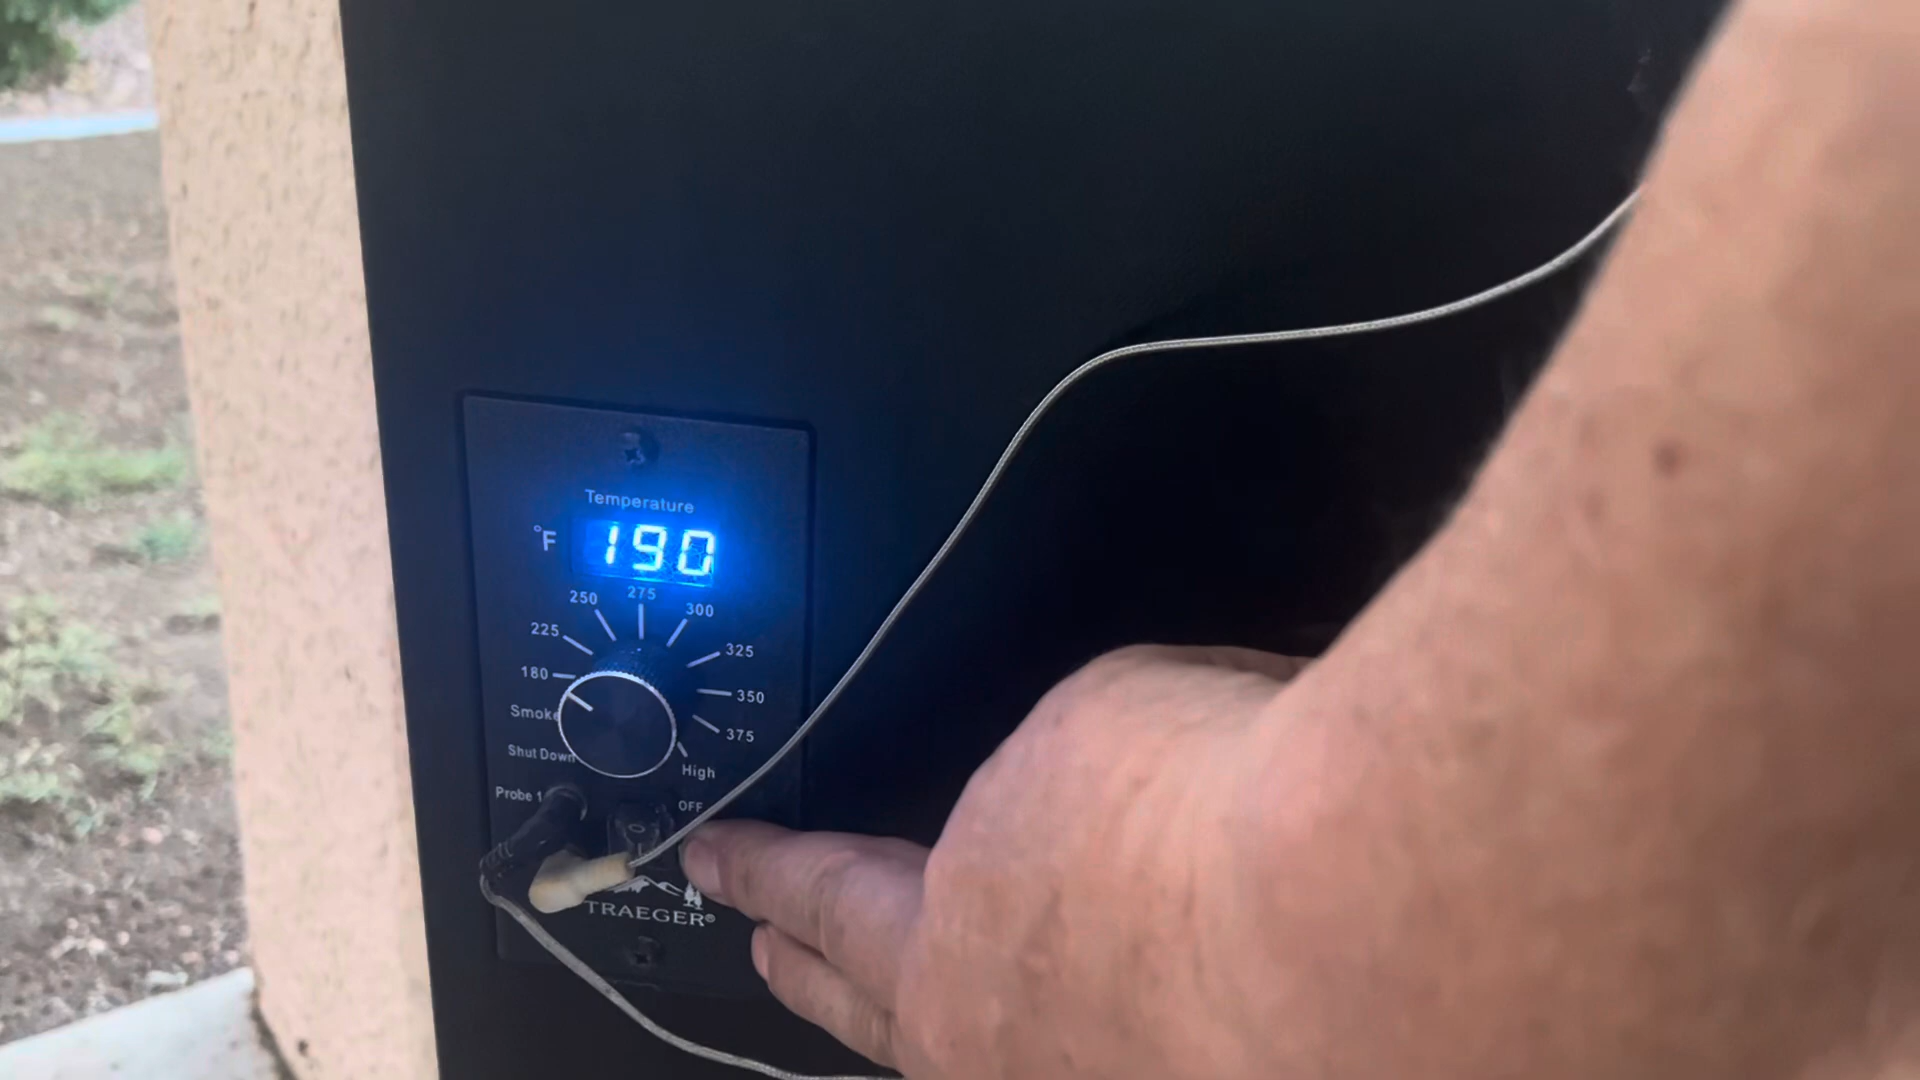 Temperature
°F 190
250 275 300
225 325
180 350
Smoke 375
Shut Down High
Probe 1 OFF
TRAEGER®